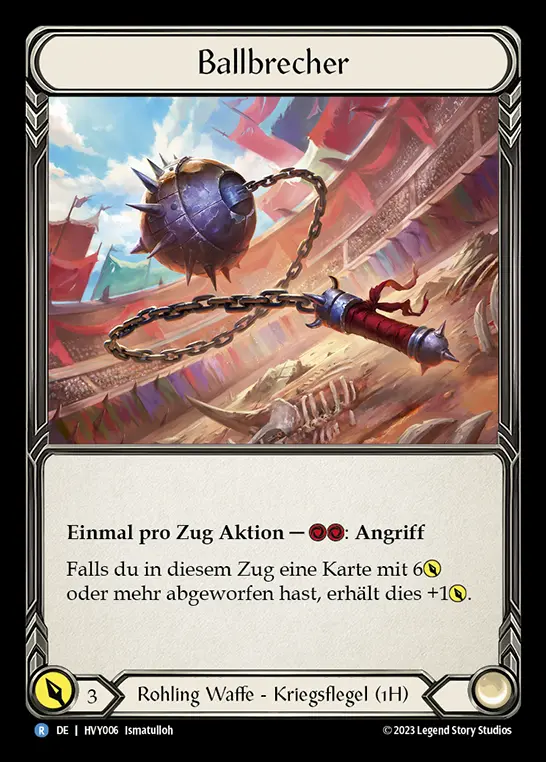 Ballbrecher
Einmal pro Zug Aktion — : Angriff
Falls du in diesem Zug eine Karte mit 6
oder mehr abgeworfen hast, erhält dies +1.
3
Rohling Waffe - Kriegsflegel (1H)
R DE | HVY006 Ismatulloh
©2023 Legend Story Studios